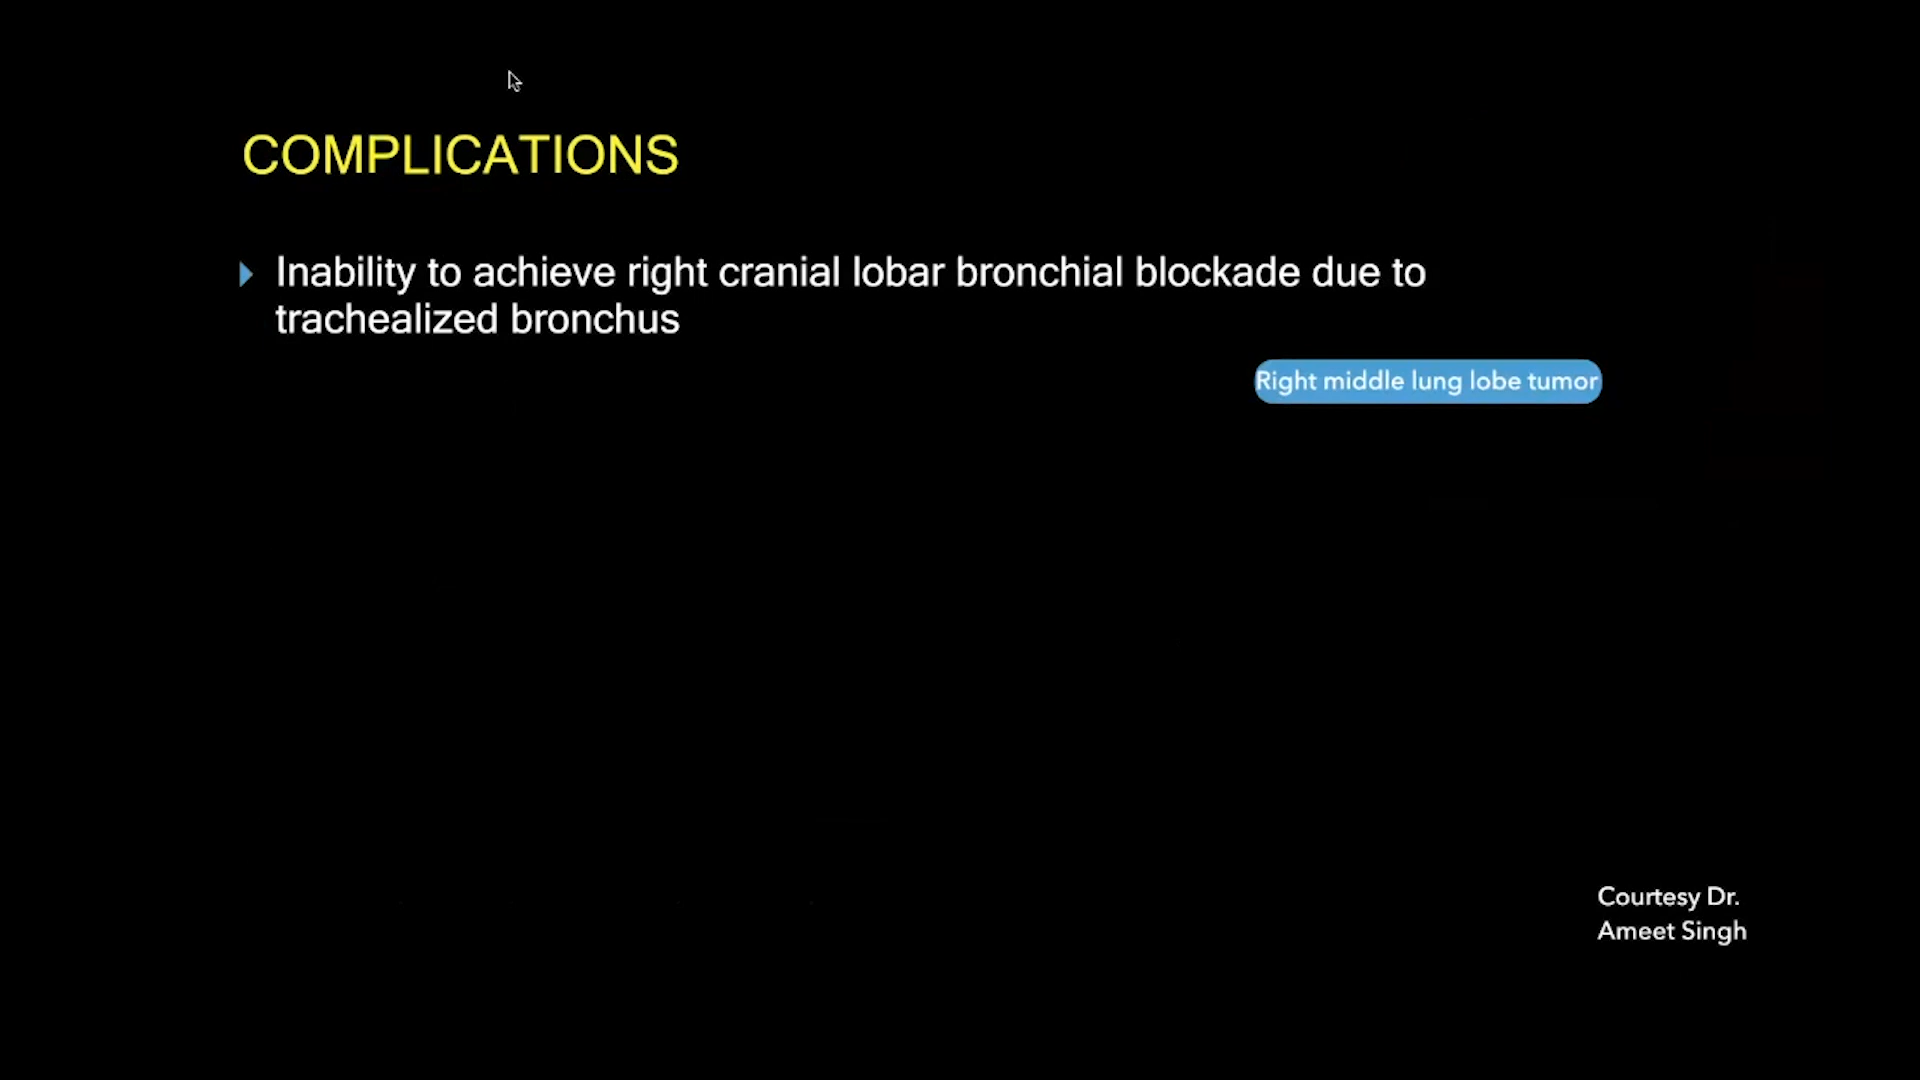 COMPLICATIONS
Inability to achieve right cranial lobar bronchial blockade due to
trachealized bronchus
Right middle lung lobe tumor
Courtesy Dr.
Ameet Singh